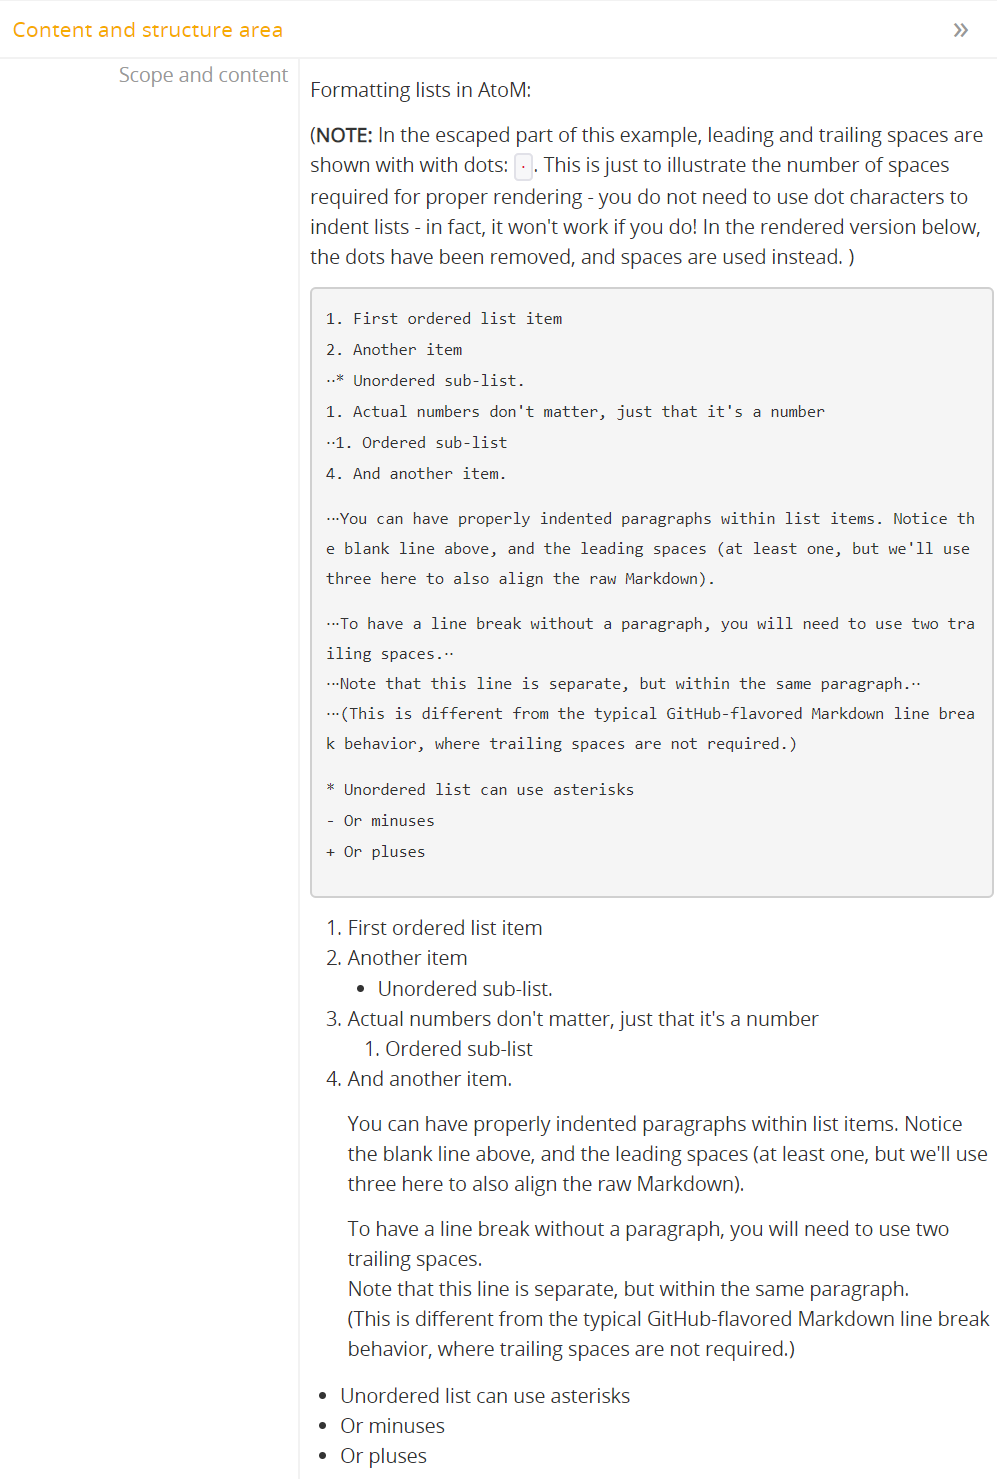 Content and structure area »
Scope and content
Formatting lists in AtoM:
(NOTE: In the escaped part of this example, leading and trailing spaces are
shown with with dots: ·. This is just to illustrate the number of spaces
required for proper rendering - you do not need to use dot characters to
indent lists - in fact, it won't work if you do! In the rendered version below,
the dots have been removed, and spaces are used instead. )
1. First ordered list item
2. Another item
··* Unordered sub-list.
1. Actual numbers don't matter, just that it's a number
··1. Ordered sub-list
4. And another item.
···You can have properly indented paragraphs within list items. Notice th
e blank line above, and the leading spaces (at least one, but we'll use
three here to also align the raw Markdown).
···To have a line break without a paragraph, you will need to use two tra
iling spaces.··
···Note that this line is separate, but within the same paragraph.··
···(This is different from the typical GitHub-flavored Markdown line brea
k behavior, where trailing spaces are not required.)
* Unordered list can use asterisks
- Or minuses
+ Or pluses
1. First ordered list item
2. Another item
• Unordered sub-list.
3. Actual numbers don't matter, just that it's a number
1. Ordered sub-list
4. And another item.
You can have properly indented paragraphs within list items. Notice
the blank line above, and the leading spaces (at least one, but we'll use
three here to also align the raw Markdown).
To have a line break without a paragraph, you will need to use two
trailing spaces.
Note that this line is separate, but within the same paragraph.
(This is different from the typical GitHub-flavored Markdown line break
behavior, where trailing spaces are not required.)
• Unordered list can use asterisks
• Or minuses
• Or pluses